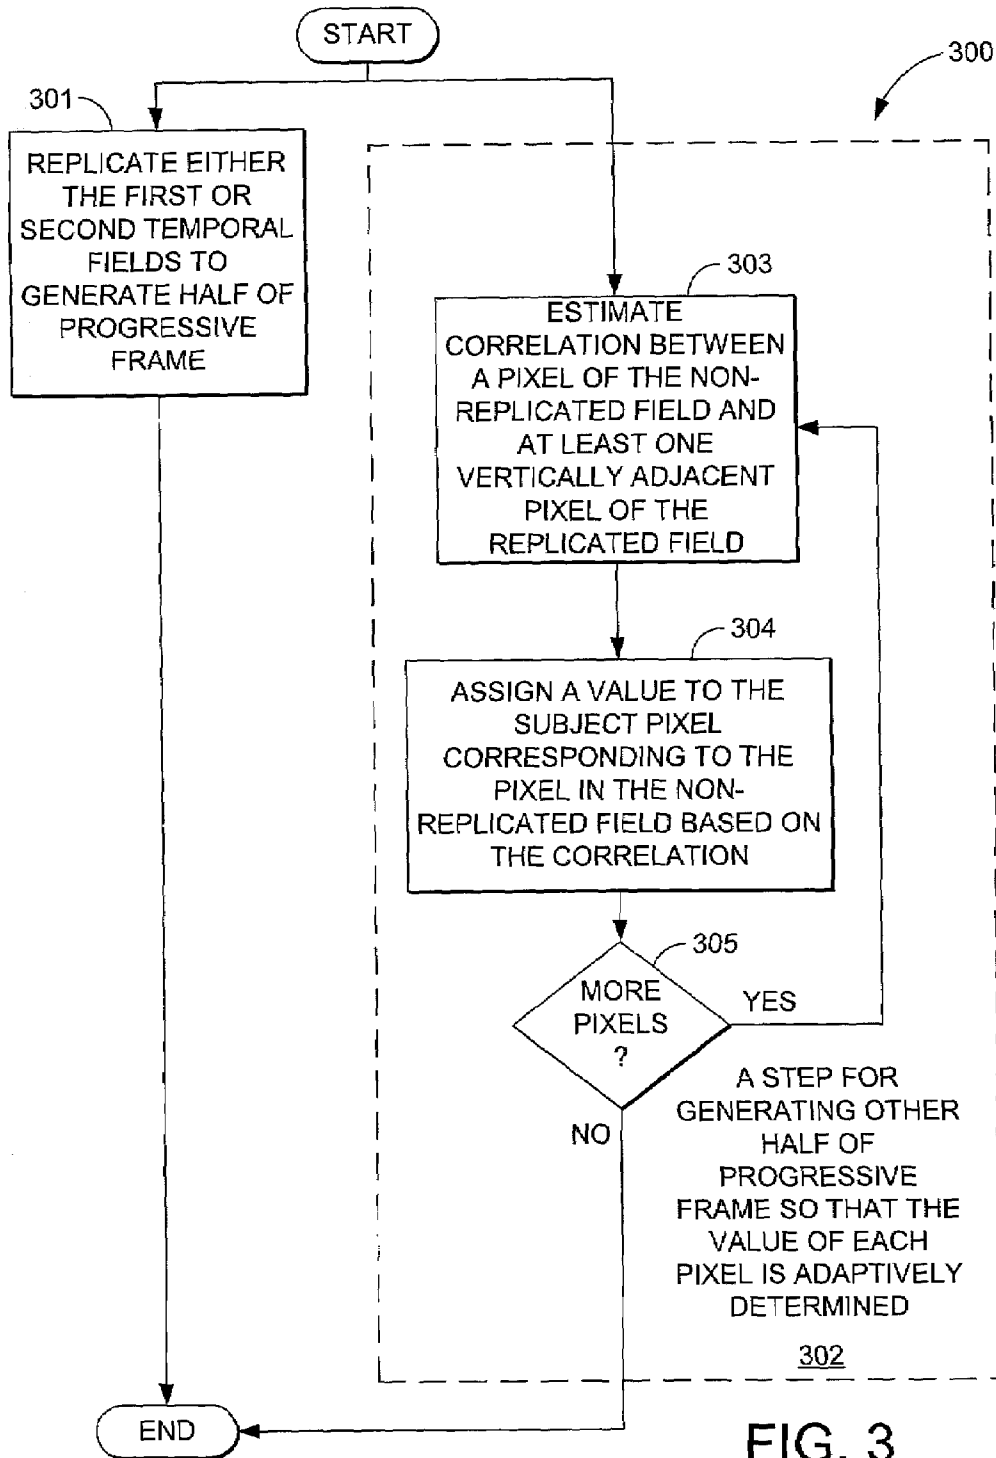 START
300
301
REPLICATE EITHER
THE FIRST OR
SECOND TEMPORAL
FIELDS TO
GENERATE HALF OF
PROGRESSIVE
FRAME
303
ESTIMATE
CORRELATION BETWEEN
A PIXEL OF THE NON-
REPLICATED FIELD AND
AT LEAST ONE
VERTICALLY ADJACENT
PIXEL OF THE
REPLICATED FIELD
304
ASSIGN A VALUE TO THE
SUBJECT PIXEL
CORRESPONDING TO THE
PIXEL IN THE NON-
REPLICATED FIELD BASED ON
THE CORRELATION
305
MORE
PIXELS
?
YES
NO
A STEP FOR
GENERATING OTHER
HALF OF
PROGRESSIVE
FRAME SO THAT THE
VALUE OF EACH
PIXEL IS ADAPTIVELY
DETERMINED
302
END
FIG. 3